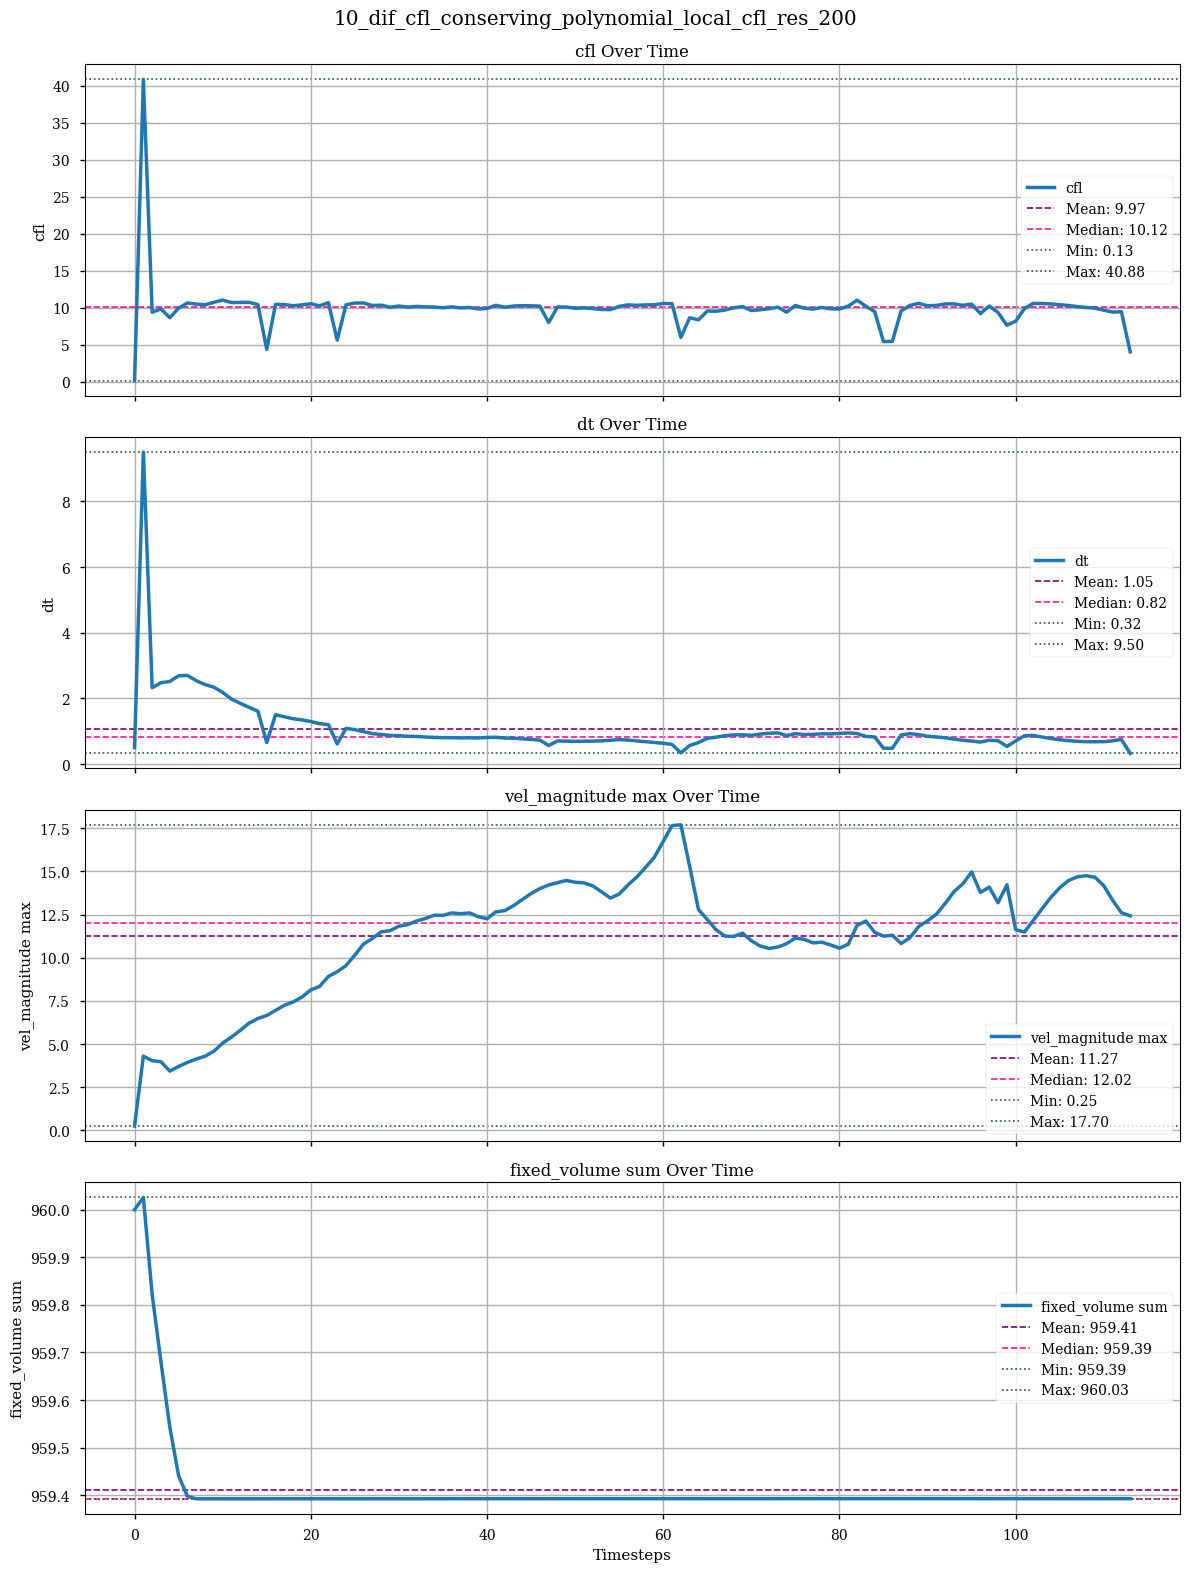 10_dif_cfl_conserving_polynomial_local_cfl_res_200
cfl Over Time
40
35
30
25
20
15
10
5
0
cfl
cfl
Mean: 9.97
Median: 10.12
Min: 0.13
Max: 40.88
dt Over Time
8
6
4
2
0
dt
dt
Mean: 1.05
Median: 0.82
Min: 0.32
Max: 9.50
vel_magnitude max Over Time
17.5
15.0
12.5
10.0
7.5
5.0
2.5
0.0
vel_magnitude max
vel_magnitude max
Mean: 11.27
Median: 12.02
Min: 0.25
Max: 17.70
fixed_volume sum Over Time
960.0
959.9
959.8
959.7
959.6
959.5
959.4
fixed_volume sum
fixed_volume sum
Mean: 959.41
Median: 959.39
Min: 959.39
Max: 960.03
0 20 40 60 80 100
Timesteps